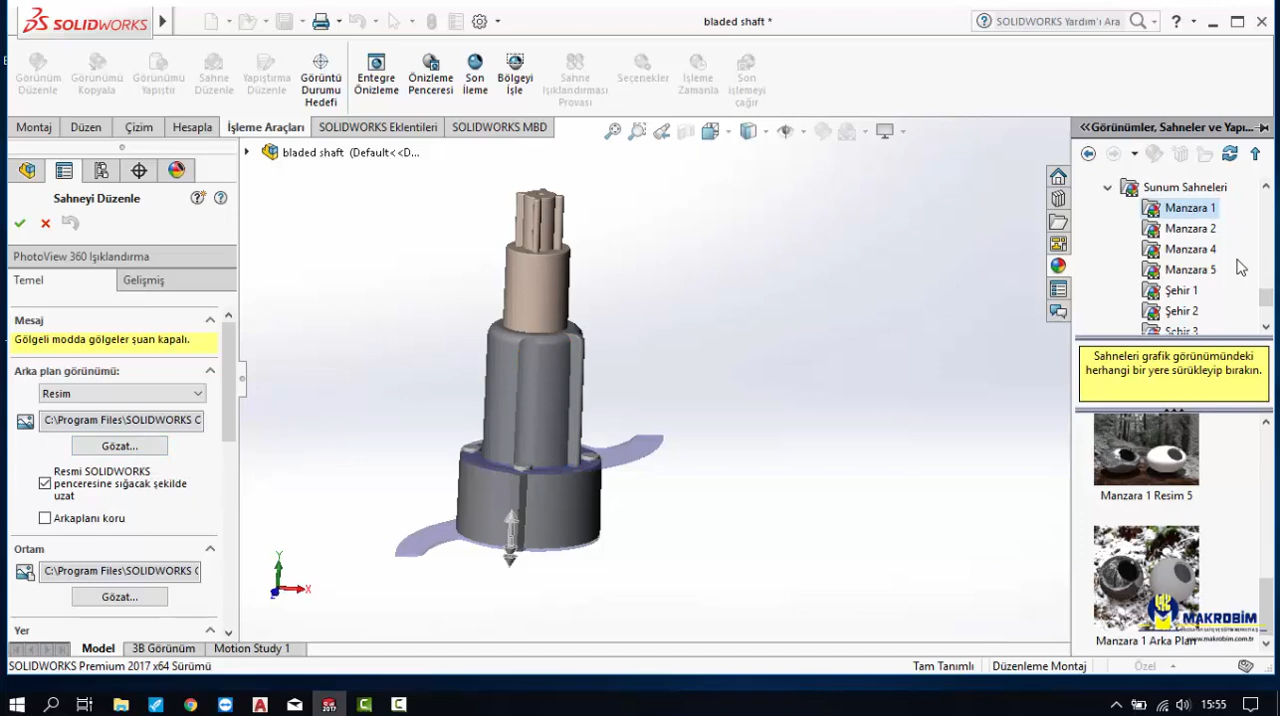 SOLIDWORKS
bladed shaft *
SOLIDWORKS Yardım'ı Ara
Görünüm Düzenle
Görünümü Kopyala
Görünümü Yapıştır
Sahne Düzenle
Yapıştırma Düzenle
Görüntü Durumu Hedefi
Entegre Önizleme
Önizleme Penceresi
Son İleme
Bölgeyi İşle
Sahne Işıklandırması Provası
Seçenekler
İşleme Zamanla
Son işlemeyi çağır
Montaj
Düzen
Çizim
Hesapla
İşleme Araçları
SOLIDWORKS Eklentileri
SOLIDWORKS MBD
Sahneyi Düzenle
PhotoView 360 Işıklandırma
Temel
Gelişmiş
Mesaj
Gölgeli modda gölgeler şuan kapalı.
Arka plan görünümü:
Resim
C:\Program Files\SOLIDWORKS C
Gözat...
Resmi SOLIDWORKS
penceresine sığacak şekilde
uzat
Arkaplanı koru
Ortam
C:\Program Files\SOLIDWORKS C
Gözat...
Yer
bladed shaft (Default<<D...
Y
X
Z
Görünümler, Sahneler ve Yapı...
Sunum Sahneleri
Manzara 1
Manzara 2
Manzara 4
Manzara 5
Şehir 1
Şehir 2
Şehir 3
Sahneleri grafik görünümündeki
herhangi bir yere sürükleyip bırakın.
Manzara 1 Resim 5
MAKROBİM
www.makrobim.com
Manzara 1 Arka Plan
Model
3B Görünüm
Motion Study 1
SOLIDWORKS Premium 2017 x64 Sürümü
Tam Tanımlı
Düzenleme Montaj
Özel
2017
15:55